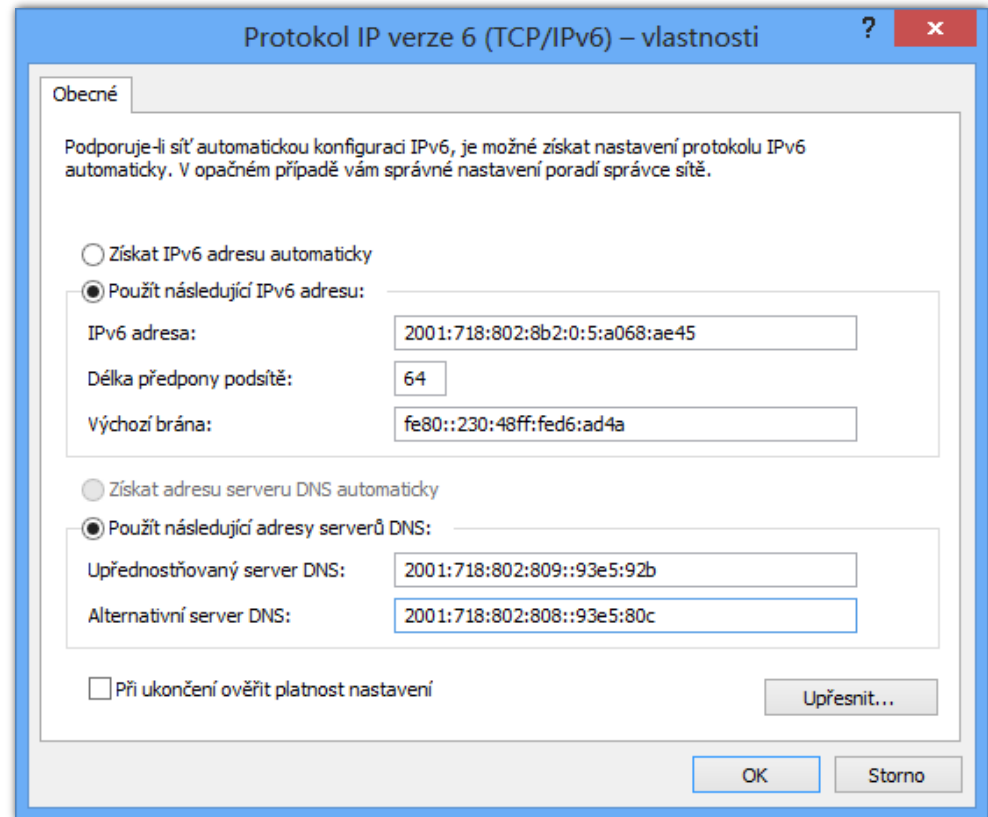 Protokol IP verze 6 (TCP/IPv6) – vlastnosti
?
x
Obecné
Podporuje-li síť automatickou konfiguraci IPv6, je možné získat nastavení protokolu IPv6
automaticky. V opačném případě vám správné nastavení poradí správce sítě.
Získat IPv6 adresu automaticky
Použít následující IPv6 adresu:
IPv6 adresa: 2001:718:802:8b2:0:5:a068:ae45
Délka předpony podsítě: 64
Výchozí brána: fe80::230:48ff:fed6:ad4a
Získat adresu serveru DNS automaticky
Použít následující adresy serverů DNS:
Upřednostňovaný server DNS: 2001:718:802:809::93e5:92b
Alternativní server DNS: 2001:718:802:808::93e5:80c
Při ukončení ověřit platnost nastavení
Upřesnit...
OK Storno